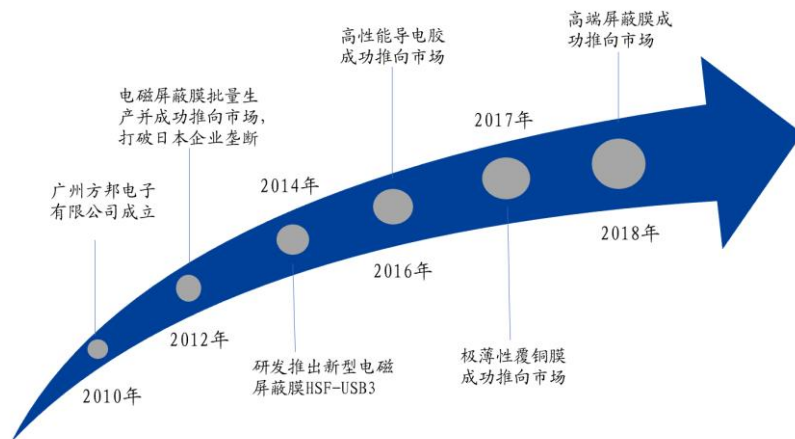 广州方邦电子
有限公司成立
2010年
电磁屏蔽膜批量生
产并成功推向市场，
打破日本企业垄断
2012年
2014年
研发推出新型电磁
屏蔽膜HSF-USB3
高性能导电胶
成功推向市场
2016年
2017年
极薄性覆铜膜
成功推向市场
高端屏蔽膜成
功推向市场
2018年